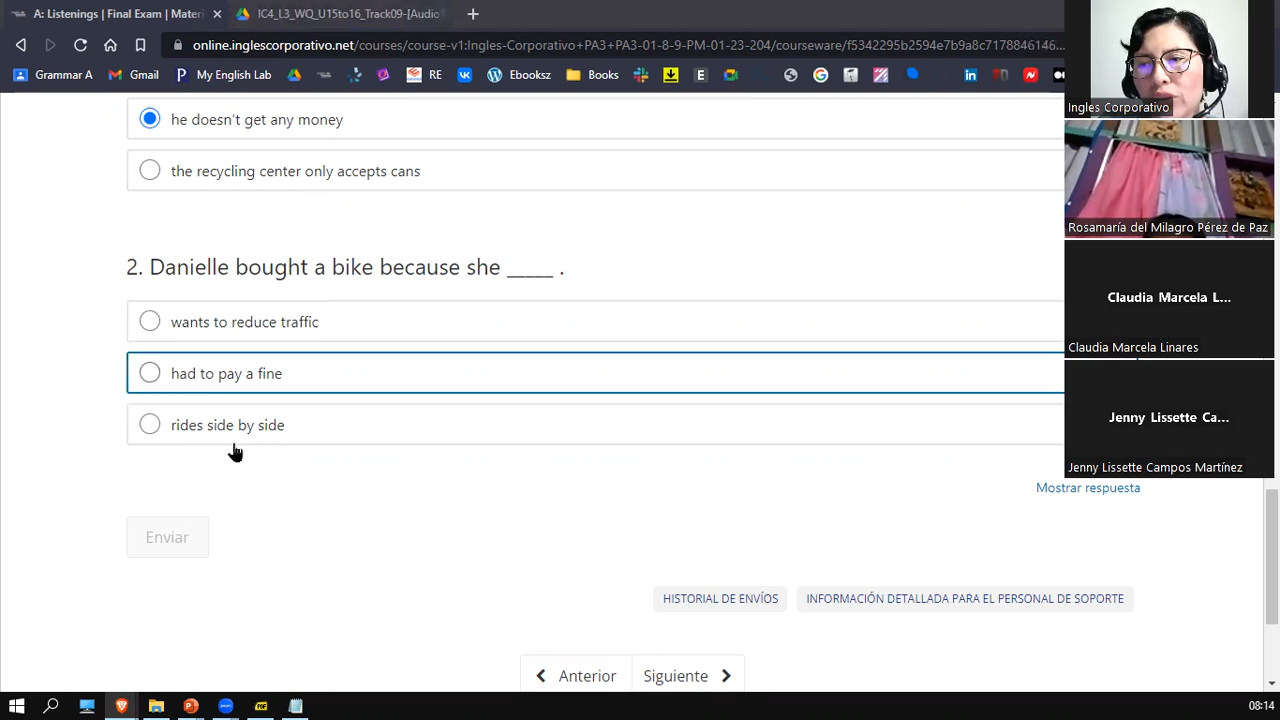 A: Listenings | Final Exam | Materi
IC4_L3_WQ_U15to16_Track09-[Audio
online.inglescorporativo.net/courses/course-v1:Ingles-Corporativo+PA3+PA3-01-8-9-PM-01-23-204/courseware/f5342295b2594e7b9a8c7178846146...
Grammar A
Gmail
My English Lab
RE
Ebooksz
Books
Ingles Corporativo
he doesn't get any money
the recycling center only accepts cans
Rosamaría del Milagro Pérez de Paz
2. Danielle bought a bike because she _____ .
wants to reduce traffic
had to pay a fine
rides side by side
Claudia Marcela L...
Claudia Marcela Linares
Jenny Lissette Ca...
Jenny Lissette Campos Martínez
Mostrar respuesta
Enviar
HISTORIAL DE ENVÍOS
INFORMACIÓN DETALLADA PARA EL PERSONAL DE SOPORTE
Anterior
Siguiente
08:14